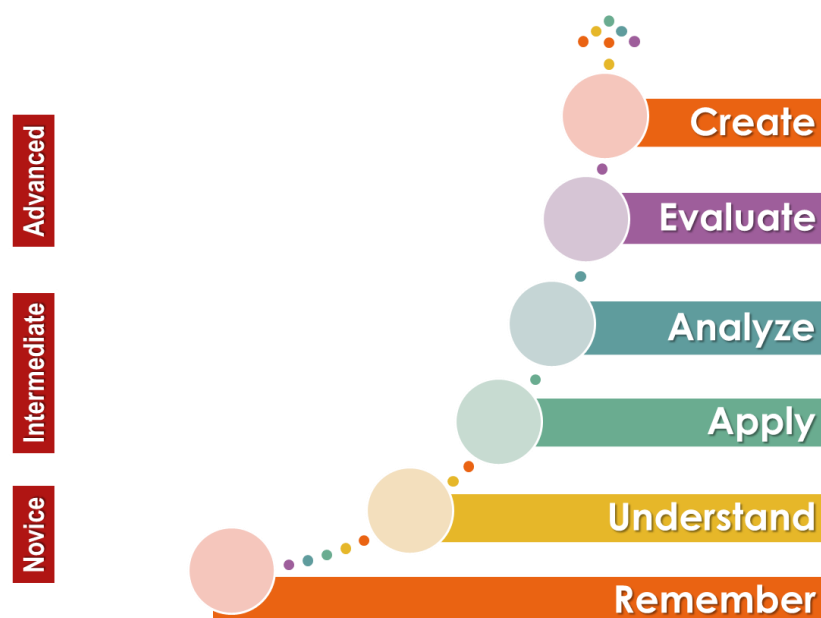 Create
Advanced
Evaluate
Analyze
Intermediate
Apply
Understand
Novice
Remember